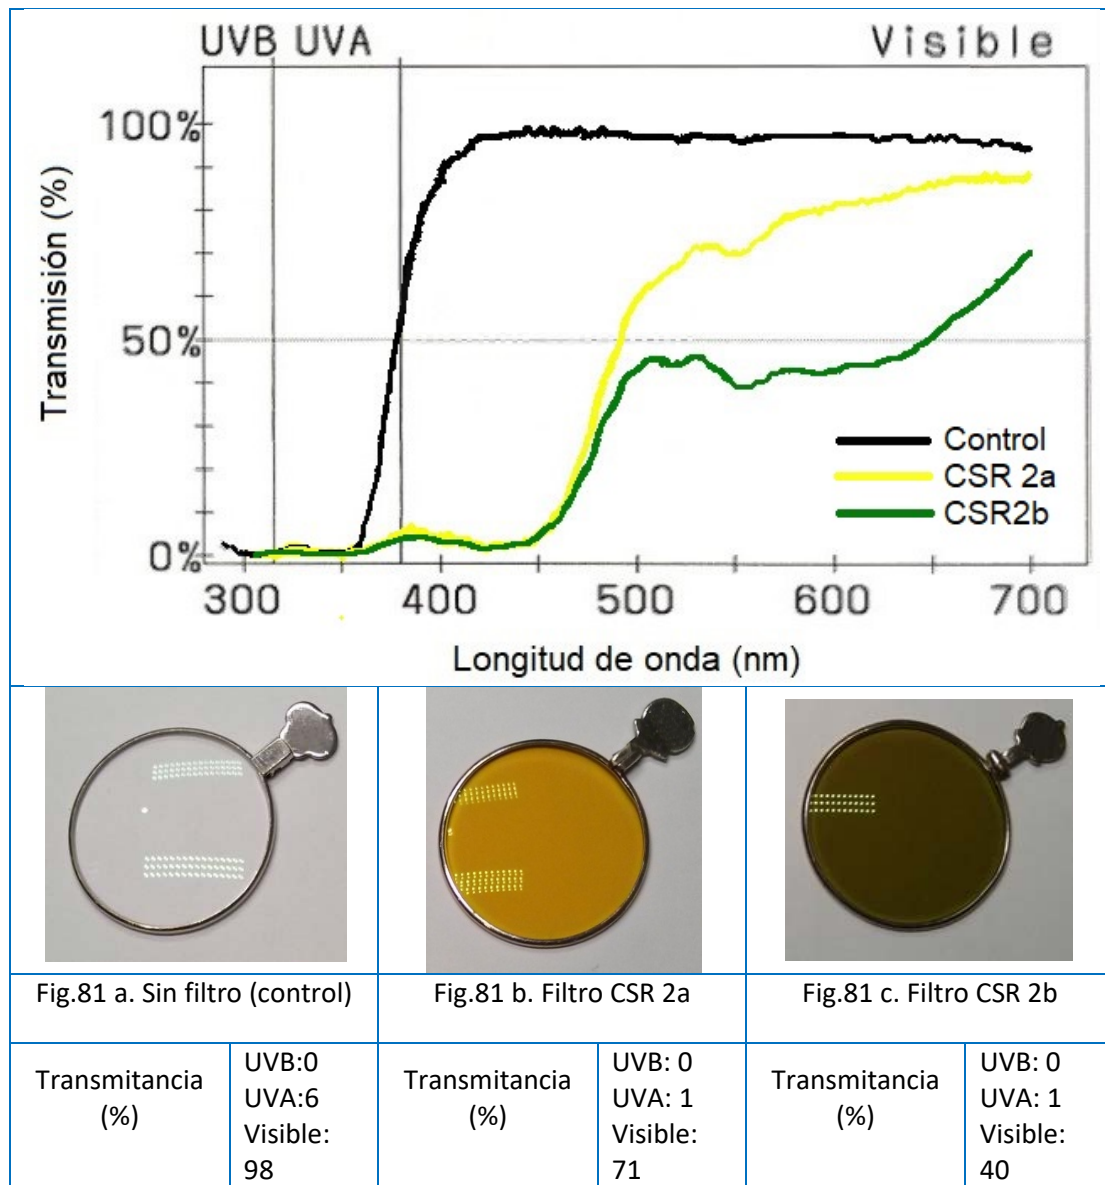 UVB UVA Visible
100%
50%
0%
Transmisión (%)
Control
CSR 2a
CSR2b
300 400 500 600 700
Longitud de onda (nm)
Fig.81 a. Sin filtro (control)
Fig.81 b. Filtro CSR 2a
Fig.81 c. Filtro CSR 2b
Transmitancia
(%)
UVB:0
UVA:6
Visible:
98
Transmitancia
(%)
UVB: 0
UVA: 1
Visible:
71
Transmitancia
(%)
UVB: 0
UVA: 1
Visible:
40